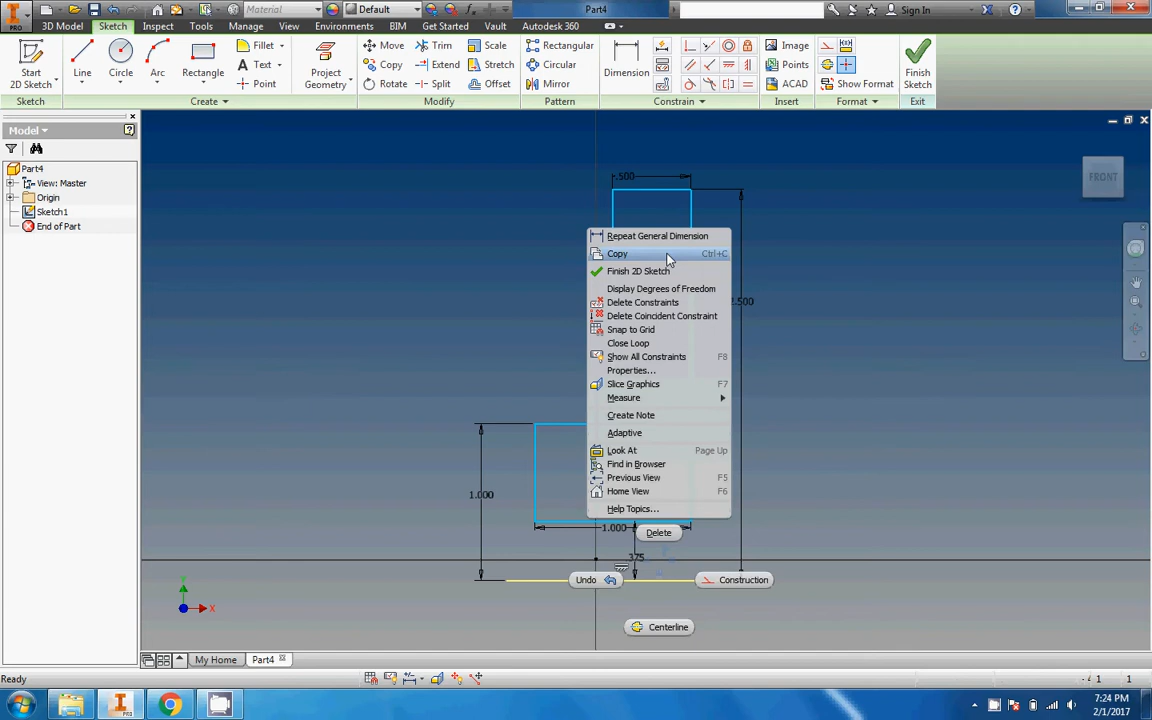 Material
Default
Part4
Sign In
PRO
3D Model Sketch Inspect Tools Manage View Environments BIM Get Started Vault Autodesk 360
Start
2D Sketch
Line
Circle
Arc
Rectangle
Fillet
Text
Point
Project
Geometry
Move Trim Scale
Copy Extend Stretch
Rotate Split Offset
Rectangular
Circular
Mirror
Dimension
Image
Points
ACAD
Show Format
Finish
Sketch
Sketch Create Modify Pattern Constrain Insert Format Exit
Model
Part4
View: Master
Origin
Sketch1
End of Part
.500
FRONT
Repeat General Dimension
Copy Ctrl+C
Finish 2D Sketch
Display Degrees of Freedom
Delete Constraints
Delete Coincident Constraint
Snap to Grid
Close Loop
Show All Constraints F8
Properties...
Slice Graphics F7
Measure
Create Note
Adaptive
Look At Page Up
Find in Browser
Previous View F5
Home View F6
Help Topics...
2.500
1.000
1.000
Delete
.375
Undo
Construction
Centerline
Y
X
My Home Part4
Ready
1 1
PRO
7:24 PM
2/1/2017